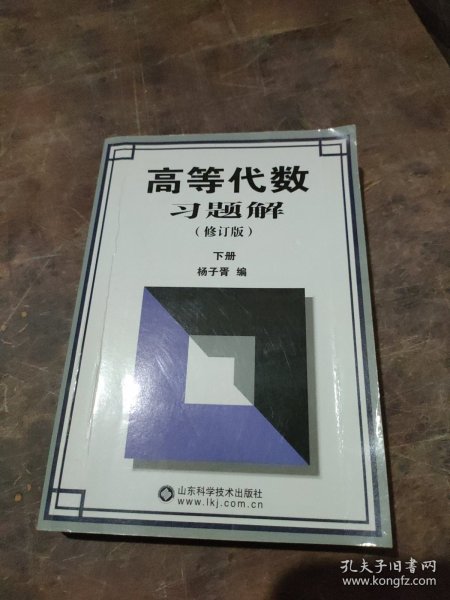 高等代数
习题解
（修订版）
下册
杨子胥 编
山东科学技术出版社
www.lkj.com.cn
孔夫子旧书网
www.kongfz.com